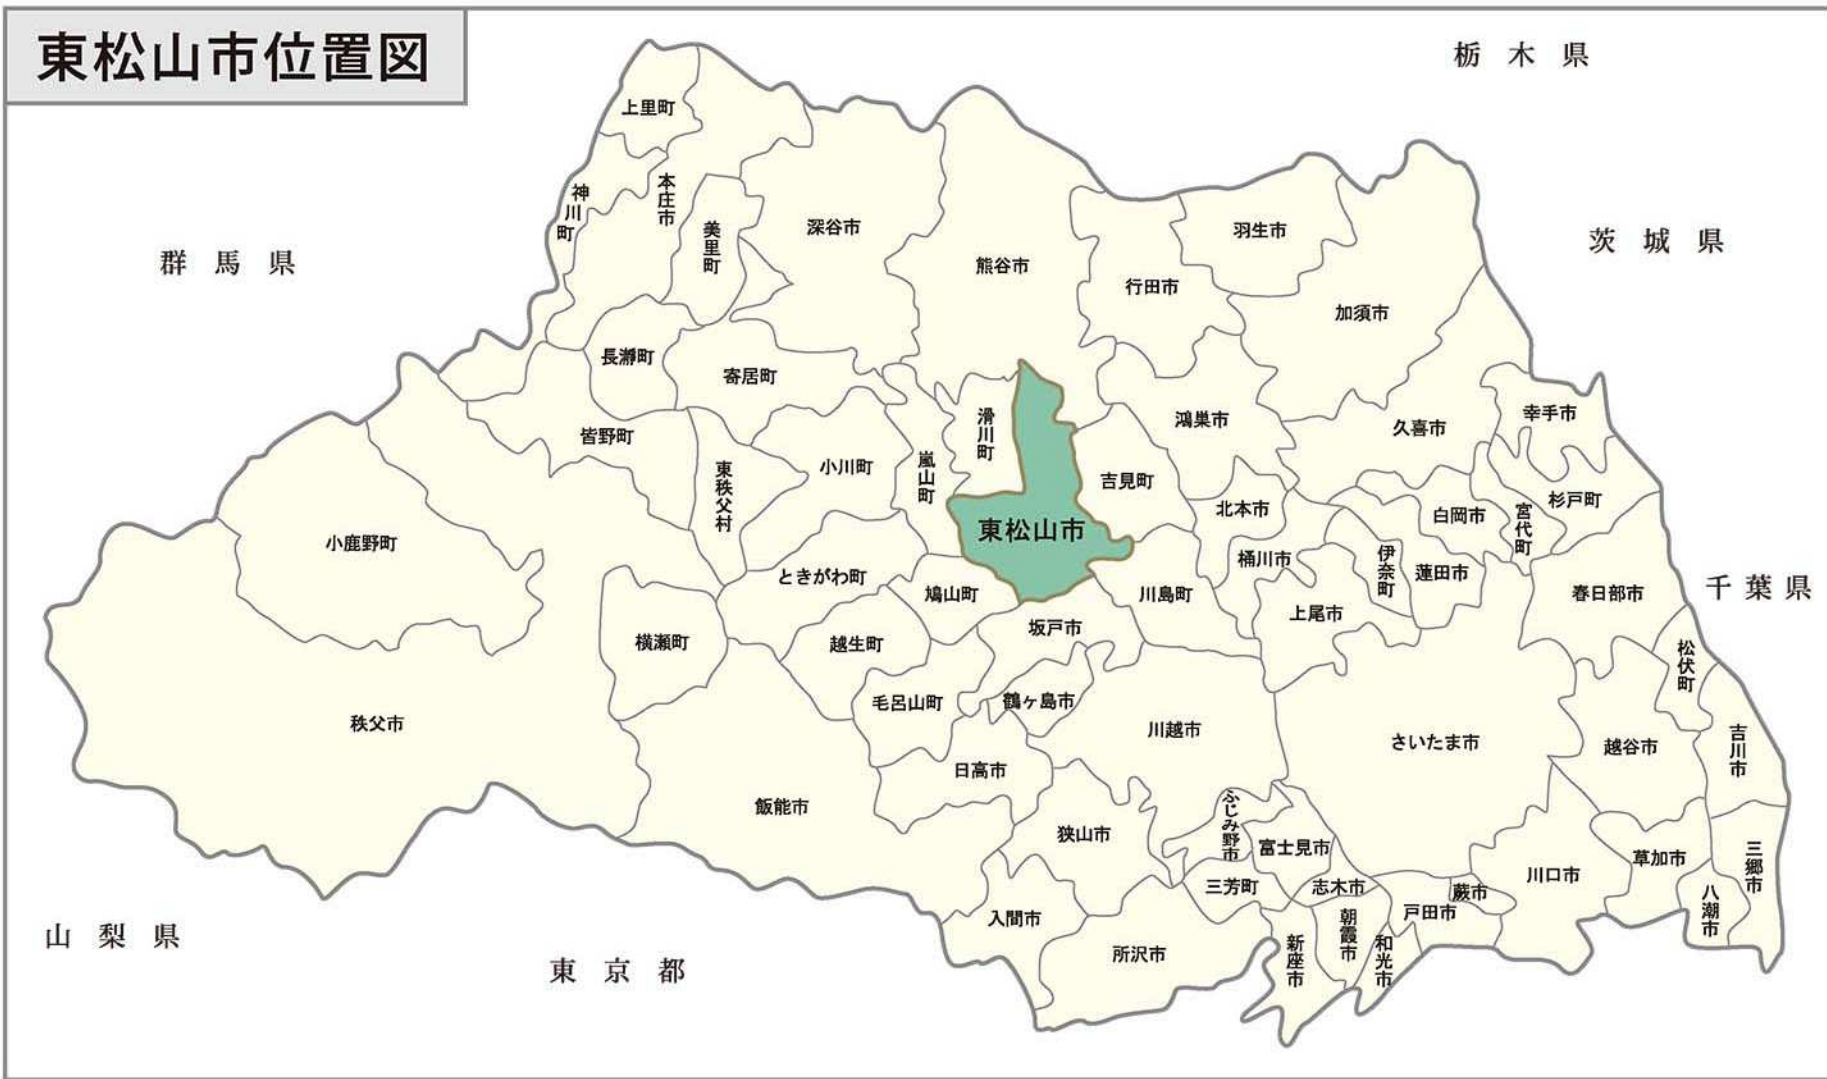 東松山市位置図
栃木県
群馬県
茨城県
千葉県
山梨県
東京都
上里町
神川町
本庄市
美里町
深谷市
熊谷市
行田市
羽生市
加須市
長瀞町
寄居町
皆野町
東秩父村
小川町
嵐山町
滑川町
吉見町
鴻巣市
久喜市
幸手市
北本市
白岡市
宮代町
杉戸町
小鹿野町
東松山市
桶川市
伊奈町
蓮田市
春日部市
ときがわ町
鳩山町
川島町
上尾市
横瀬町
越生町
坂戸市
松伏町
秩父市
毛呂山町
鶴ヶ島市
川越市
さいたま市
越谷市
吉川市
飯能市
日高市
狭山市
ふじみ野市
富士見市
三芳町
志木市
蕨市
戸田市
川口市
草加市
三郷市
八潮市
入間市
所沢市
新座市
朝霞市
和光市